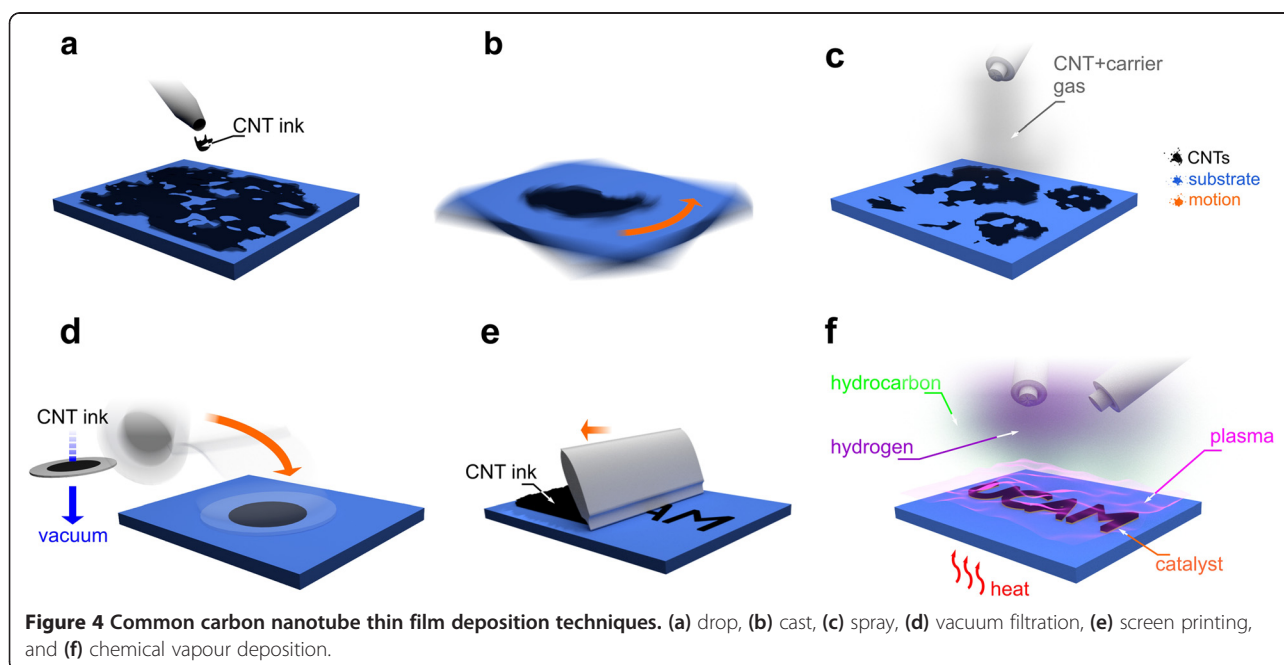 a
b
c
CNT ink
CNT+carrier
gas
CNTs
substrate
motion
d
e
f
CNT ink
vacuum
CNT ink
AM
hydrocarbon
hydrogen
plasma
UCAM
catalyst
heat
Figure 4 Common carbon nanotube thin film deposition techniques. (a) drop, (b) cast, (c) spray, (d) vacuum filtration, (e) screen printing,
and (f) chemical vapour deposition.